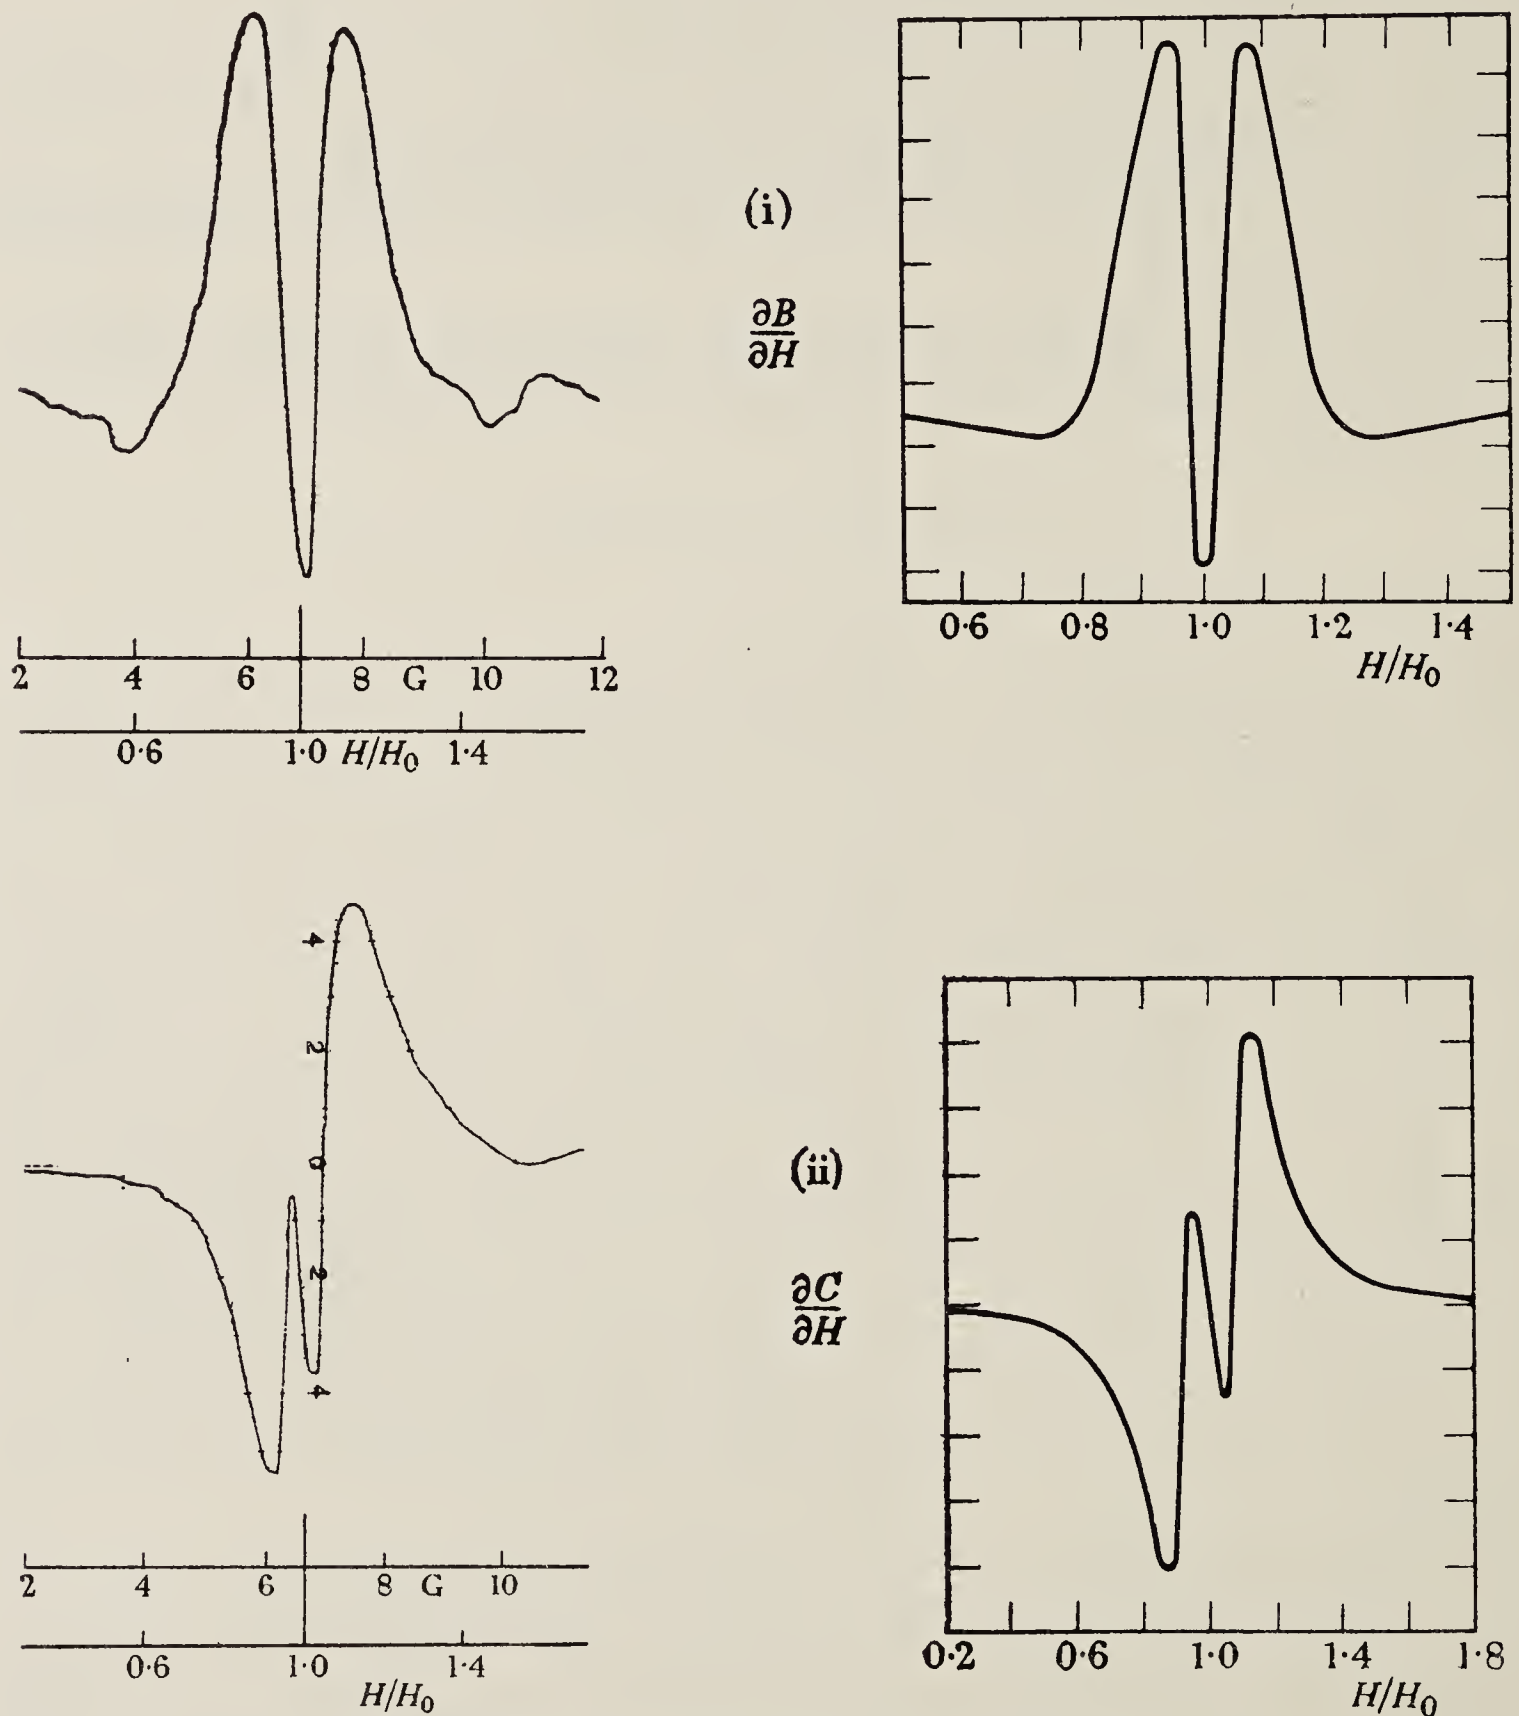 (i)
∂B
∂H
2 4 6 8 G 10 12
0·6 1·0 H/H₀ 1·4
0·6 0·8 1·0 1·2 1·4
H/H₀
4
2
0
2
4
(ii)
∂C
∂H
2 4 6 8 G 10
0·6 1·0 1·4
H/H₀
0·2 0·6 1·0 1·4 1·8
H/H₀